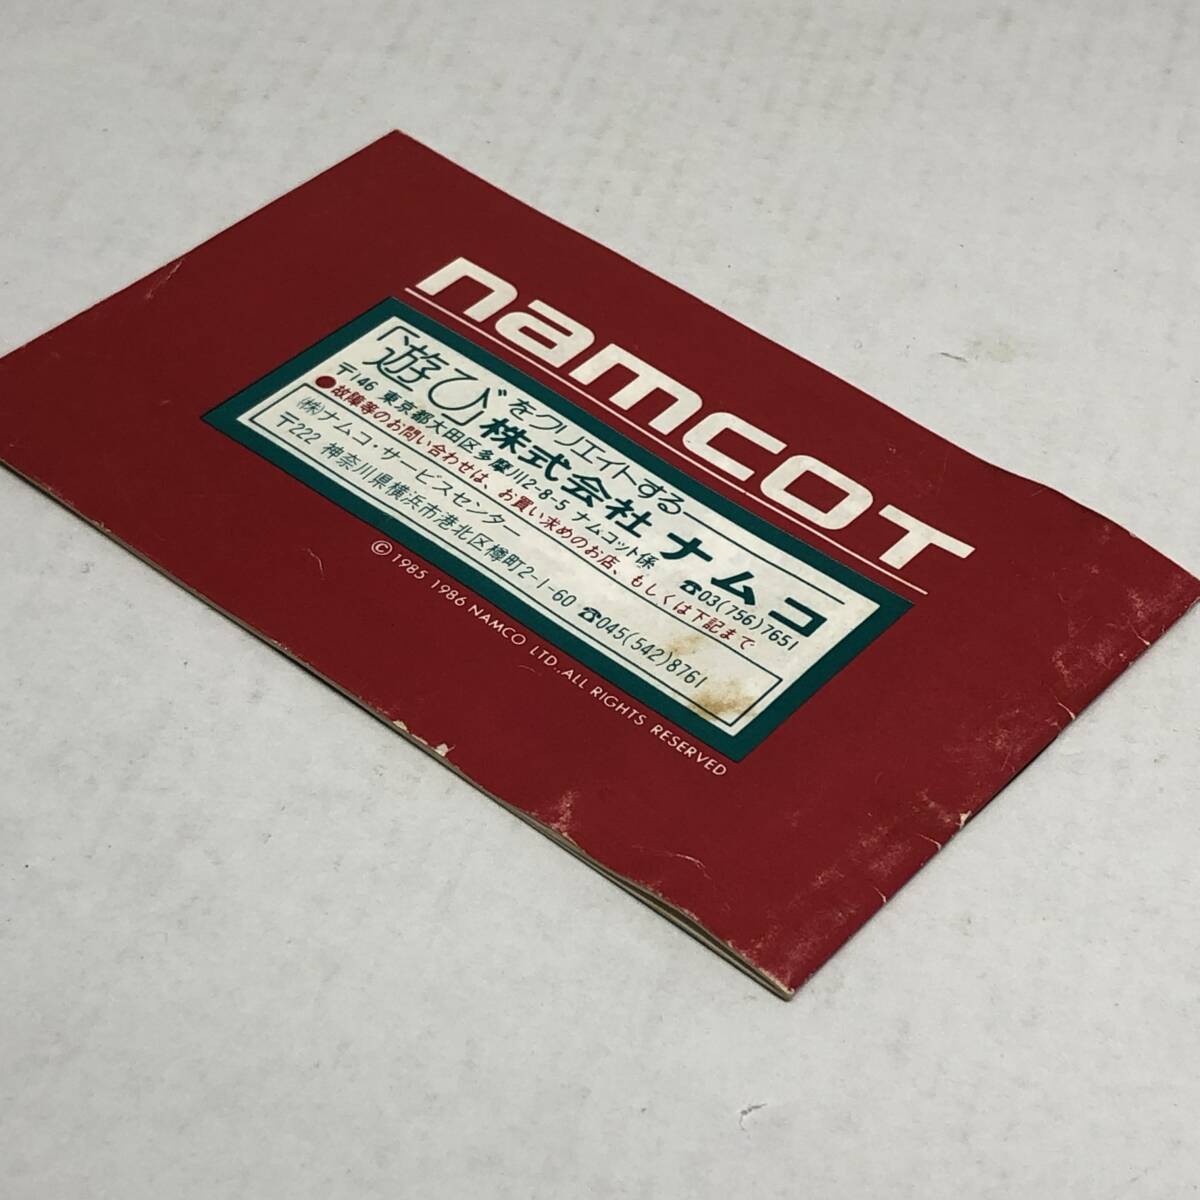 namcoT
「遊び」をクリエイトする――
株式会社ナムコ
〒146 東京都大田区多摩川2-8-5 ナムコット係 ☎03(756)7651
●故障等のお問い合わせは、お買い求めのお店、もしくは下記まで
㈱ナムコ・サービスセンター
〒222 神奈川県横浜市港北区樽町2-1-60 ☎045(542)8761
©1985 1986 NAMCO LTD.,ALL RIGHTS RESERVED